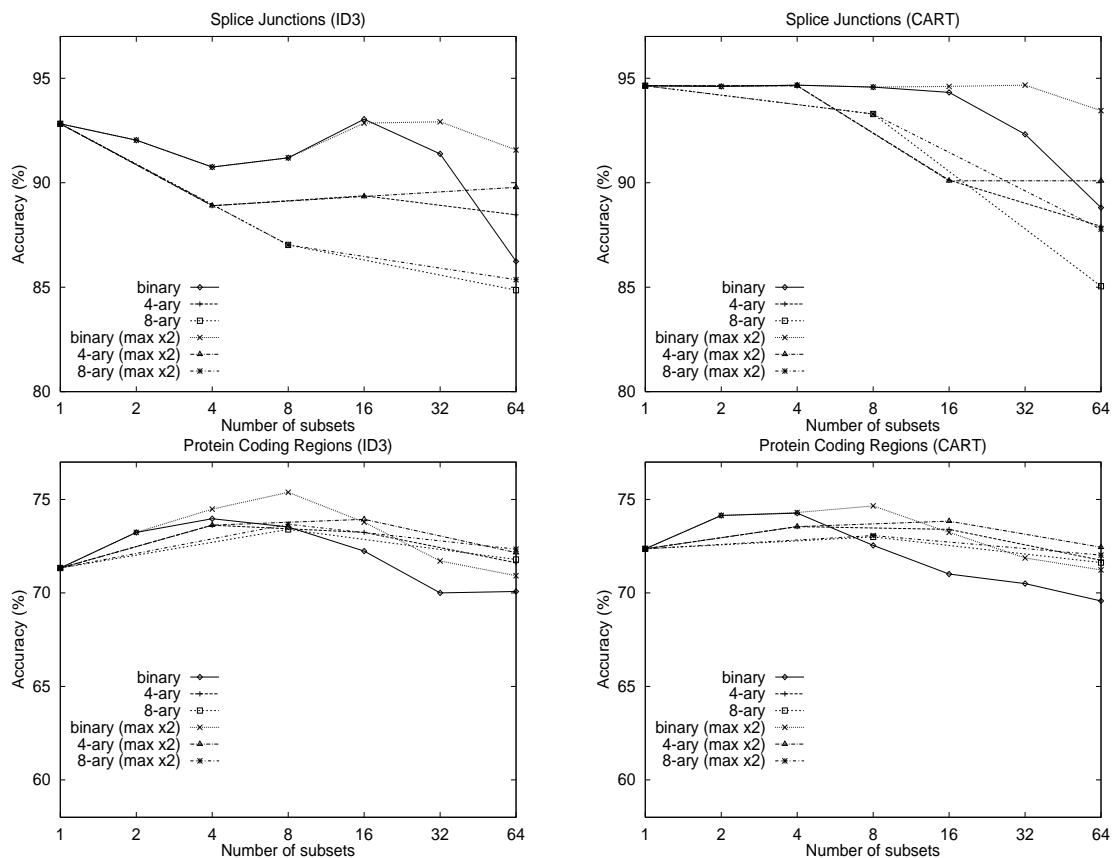 Splice Junctions (ID3)
95
90
85
80
Accuracy (%)
binary
4-ary
8-ary
binary (max x2)
4-ary (max x2)
8-ary (max x2)
1 2 4 8 16 32 64
Number of subsets
Splice Junctions (CART)
95
90
85
80
Accuracy (%)
binary
4-ary
8-ary
binary (max x2)
4-ary (max x2)
8-ary (max x2)
1 2 4 8 16 32 64
Number of subsets
Protein Coding Regions (ID3)
75
70
65
60
Accuracy (%)
binary
4-ary
8-ary
binary (max x2)
4-ary (max x2)
8-ary (max x2)
1 2 4 8 16 32 64
Number of subsets
Protein Coding Regions (CART)
75
70
65
60
Accuracy (%)
binary
4-ary
8-ary
binary (max x2)
4-ary (max x2)
8-ary (max x2)
1 2 4 8 16 32 64
Number of subsets